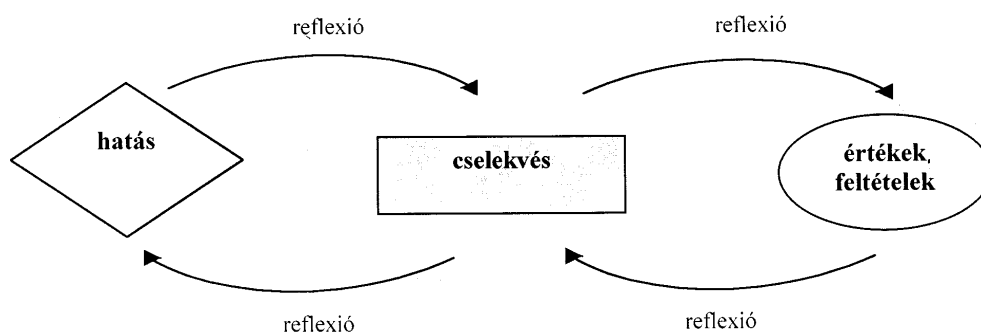 reflexió
reflexió
hatás
cselekvés
értékek,
feltételek
reflexió
reflexió